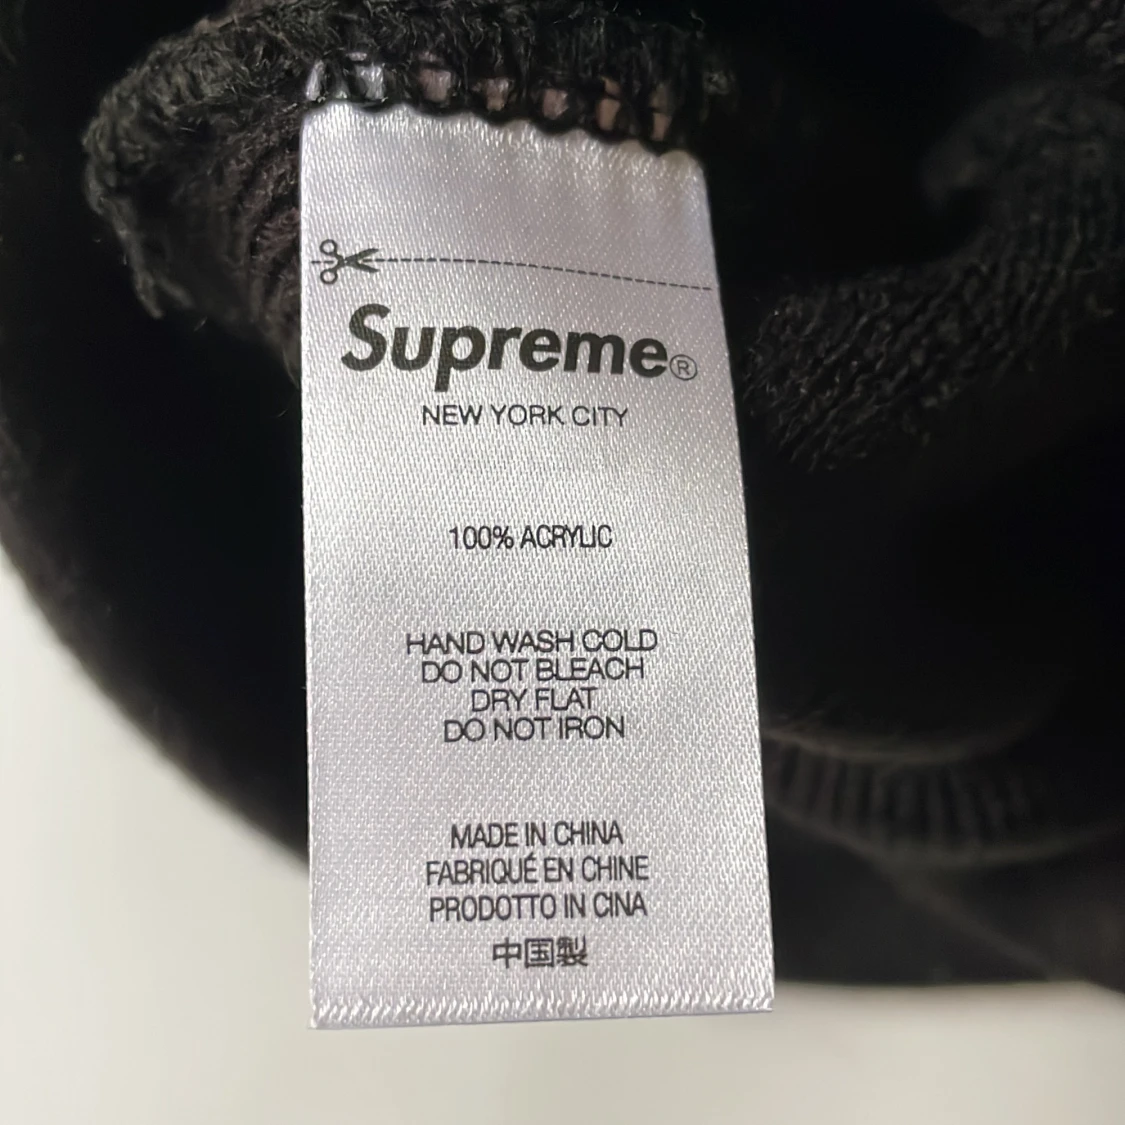 Supreme®
NEW YORK CITY
100% ACRYLIC
HAND WASH COLD
DO NOT BLEACH
DRY FLAT
DO NOT IRON
MADE IN CHINA
FABRIQUÉ EN CHINE
PRODOTTO IN CINA
中国製